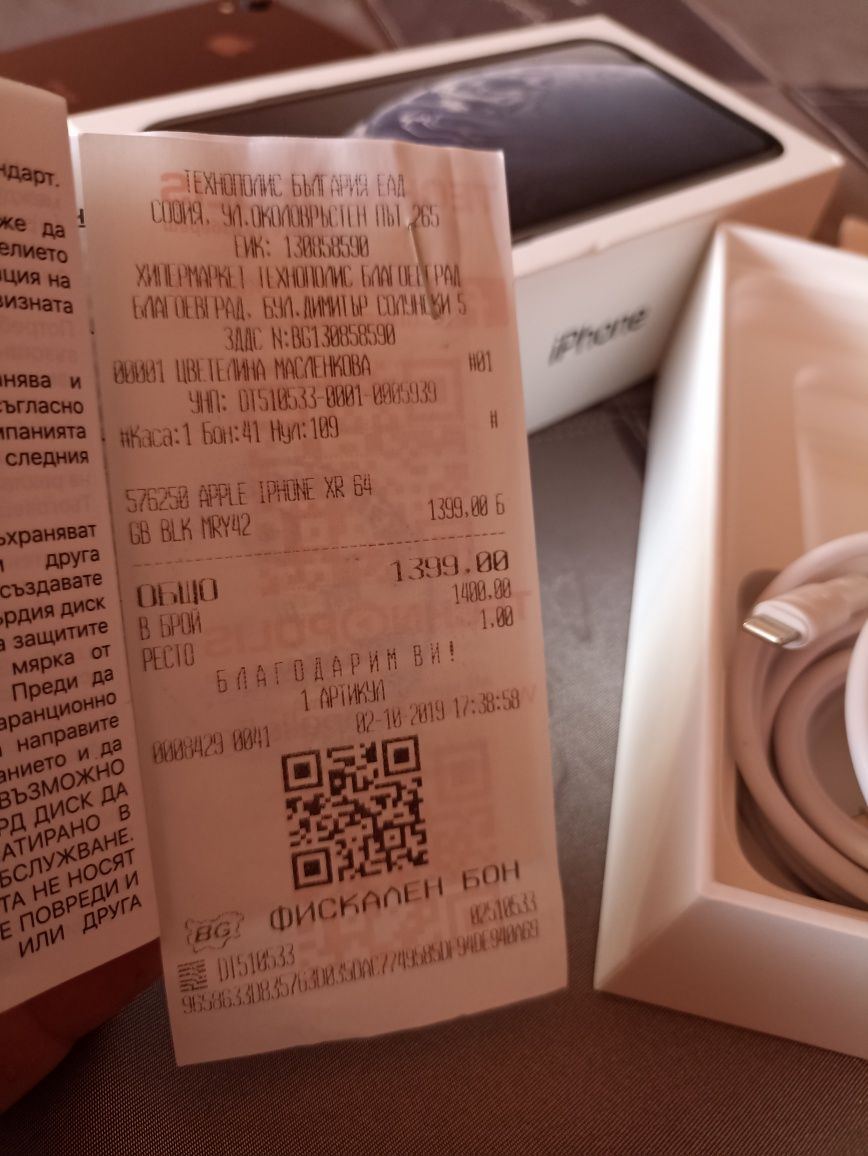 ндарт.
же да
елието
ция на
визната
нява и
съгласно
мпанията
следния
ъхраняват
и друга
създавате
ърдия диск
а защитите
мярка от
Преди да
аранционно
направите
анието и да
ВЪЗМОЖНО
РД ДИСК ДА
АТИРАНО В
БСЛУЖВАНЕ.
ТА НЕ НОСЯТ
Е ПОВРЕДИ И
ИЛИ ДРУГА
ТЕХНОПОЛИС БЪЛГАРИЯ ЕАД
СОФИЯ, УЛ.ОКОЛОВРЪСТЕН ПЪТ 265
ЕИК: 130858590
ХИПЕРМАРКЕТ ТЕХНОПОЛИС БЛАГОЕВГРАД
БЛАГОЕВГРАД, БУЛ.ДИМИТЪР СОЛУНСКИ 5
ЗДДС N:BG130858590
00001 ЦВЕТЕЛИНА МАСЛЕНКОВА #01
УНП: DT510533-0001-0005939
#Каса:1 Бон:41 Нул:109 #
576250 APPLE IPHONE XR 64
GB BLK MRY42 1399.00 Б
ОБЩО 1399.00
В БРОЙ 1400.00
РЕСТО 1.00
БЛАГОДАРИМ ВИ!
1 АРТИКУЛ
0008429 0041 02-10-2019 17:38:58
ФИСКАЛЕН БОН
BG
DT510533 02510533
iPhone